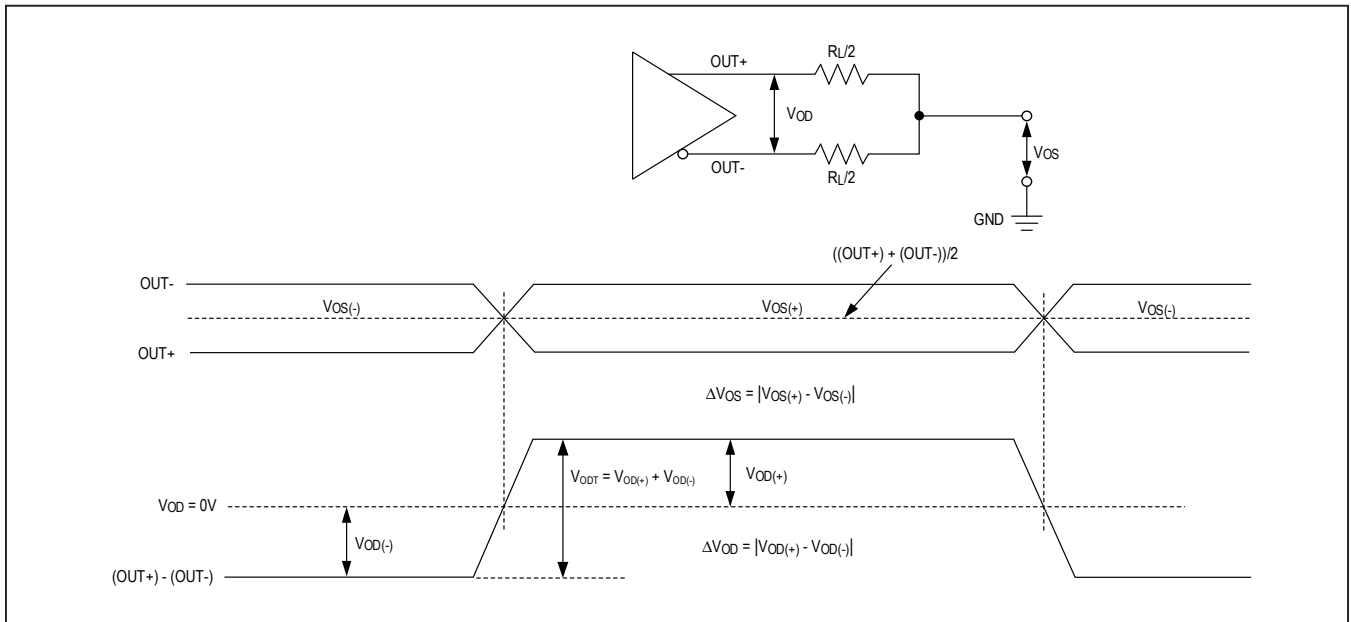 OUT+
RL/2
VOD
OUT-
RL/2
VOS
GND
((OUT+) + (OUT-))/2
OUT-
VOS(-)
VOS(+)
VOS(-)
OUT+
ΔVOS = |VOS(+) - VOS(-)|
VODT = VOD(+) + VOD(-)
VOD(+)
VOD = 0V
VOD(-)
ΔVOD = |VOD(+) - VOD(-)|
(OUT+) - (OUT-)